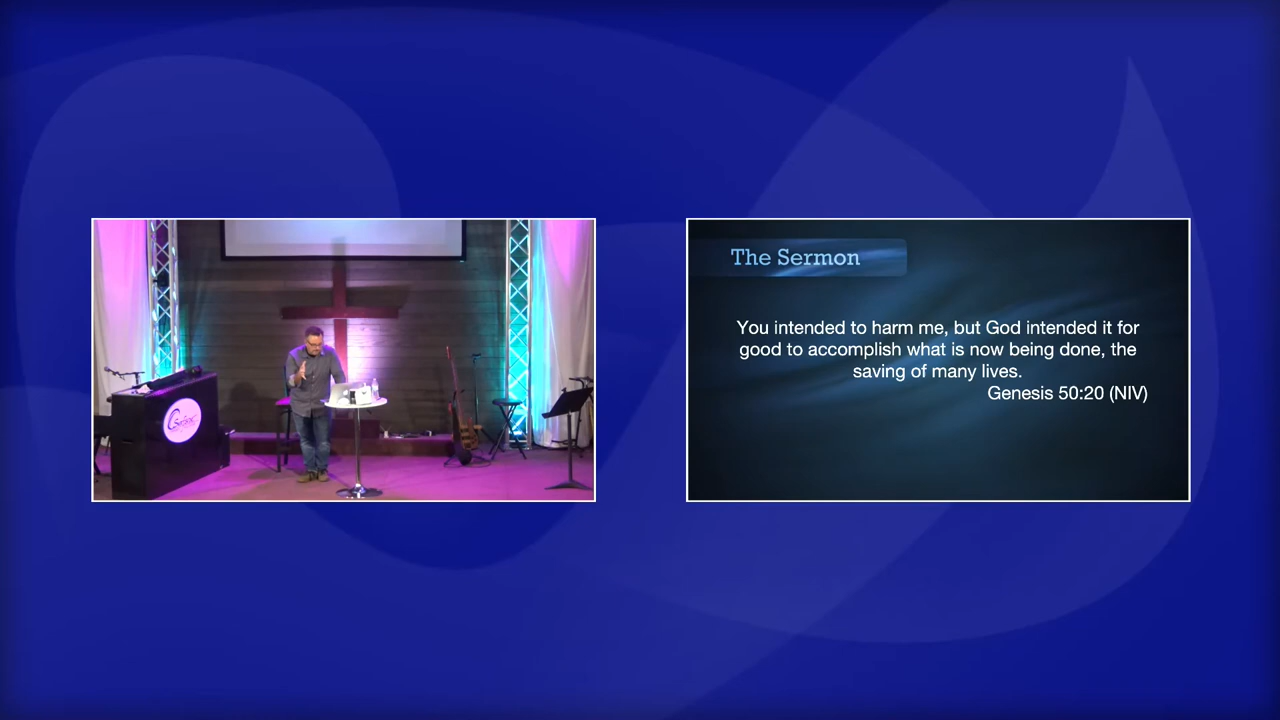 The Sermon
You intended to harm me, but God intended it for
good to accomplish what is now being done, the
saving of many lives.
Genesis 50:20 (NIV)